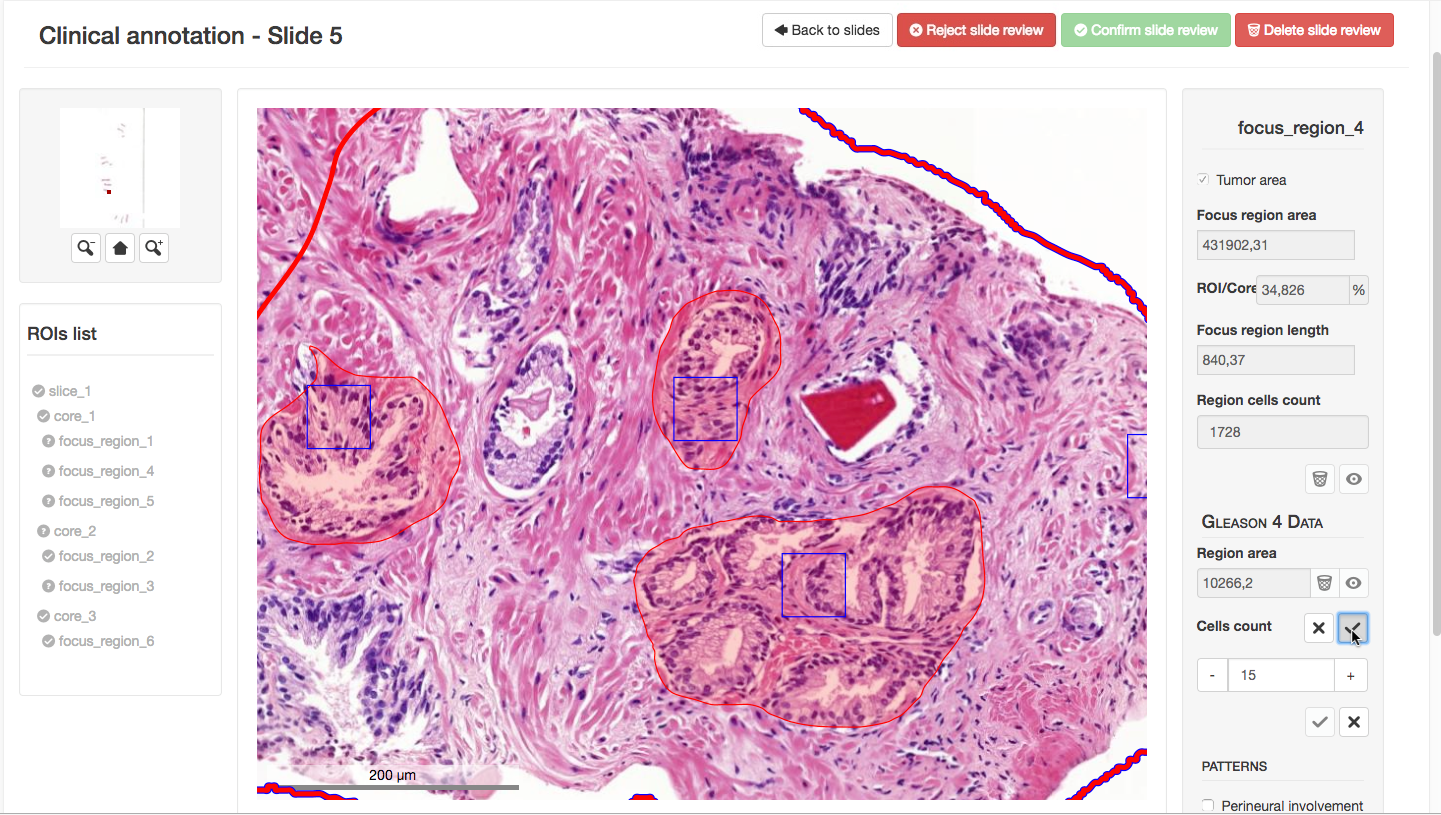 Clinical annotation - Slide 5
Back to slides
Reject slide review
Confirm slide review
Delete slide review
ROIs list
slice_1
core_1
focus_region_1
focus_region_4
focus_region_5
core_2
focus_region_2
focus_region_3
core_3
focus_region_6
200 µm
focus_region_4
Tumor area
Focus region area
431902,31
ROI/Core 34,826 %
Focus region length
840,37
Region cells count
1728
Gleason 4 Data
Region area
10266,2
Cells count
- 15 +
PATTERNS
Perineural involvement